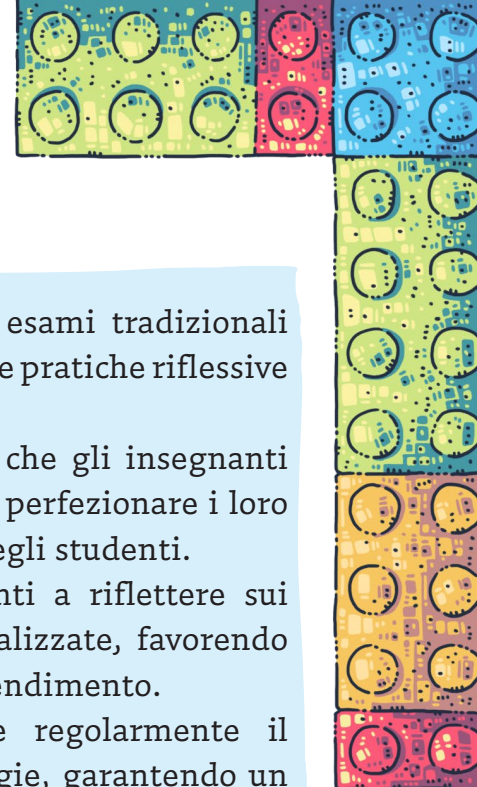 esami tradizionali
e pratiche riflessive
che gli insegnanti
perfezionare i loro
egli studenti.
nti a riflettere sui
alizzate, favorendo
endimento.
e regolarmente il
gie, garantendo un